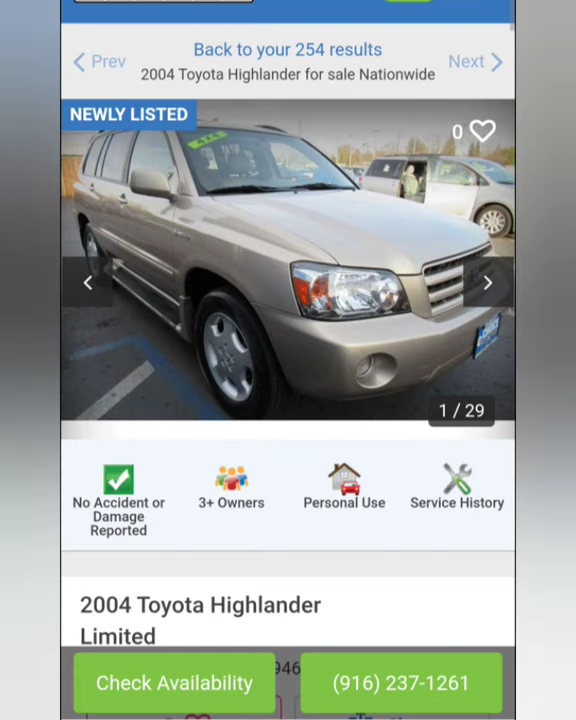 Back to your 254 results
Prev
2004 Toyota Highlander for sale Nationwide
Next
NEWLY LISTED
0
4X4
1 / 29
No Accident or
Damage
Reported
3+ Owners
Personal Use
Service History
2004 Toyota Highlander
Limited
946
Check Availability
(916) 237-1261